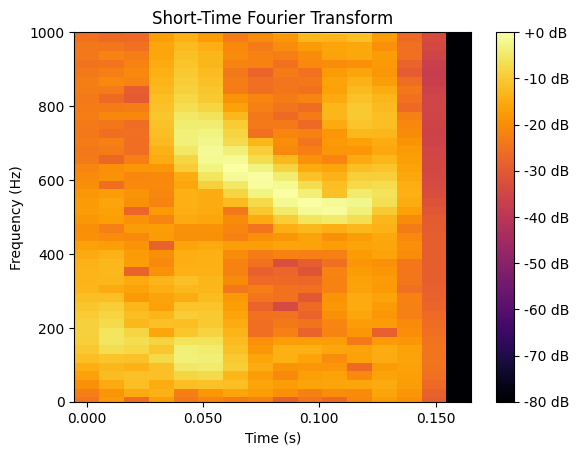 Short-Time Fourier Transform
1000
800
600
400
200
0
Frequency (Hz)
0.000
0.050
0.100
0.150
Time (s)
+0 dB
-10 dB
-20 dB
-30 dB
-40 dB
-50 dB
-60 dB
-70 dB
-80 dB